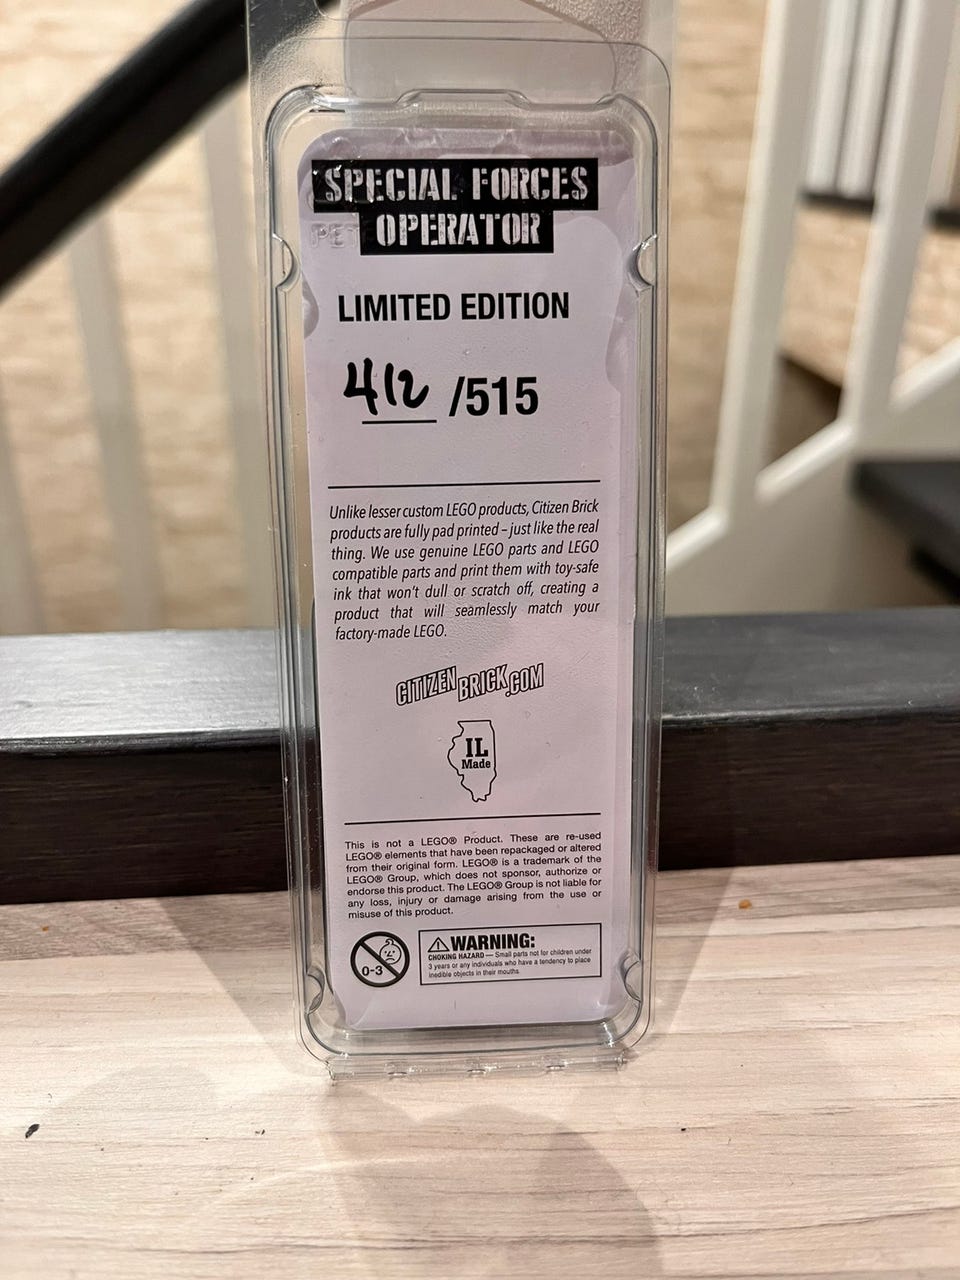 SPECIAL FORCES
OPERATOR
PET
LIMITED EDITION
412 /515
Unlike lesser custom LEGO products, Citizen Brick
products are fully pad printed – just like the real
thing. We use genuine LEGO parts and LEGO
compatible parts and print them with toy-safe
ink that won't dull or scratch off, creating a
product that will seamlessly match your
factory-made LEGO.
CITIZENBRICK.COM
IL
Made
This is not a LEGO® Product. These are re-used
LEGO® elements that have been repackaged or altered
from their original form. LEGO® is a trademark of the
LEGO® Group, which does not sponsor, authorize or
endorse this product. The LEGO® Group is not liable for
any loss, injury or damage arising from the use or
misuse of this product.
0-3
WARNING:
CHOKING HAZARD — Small parts not for children under
3 years or any individuals who have a tendency to place
inedible objects in their mouths.